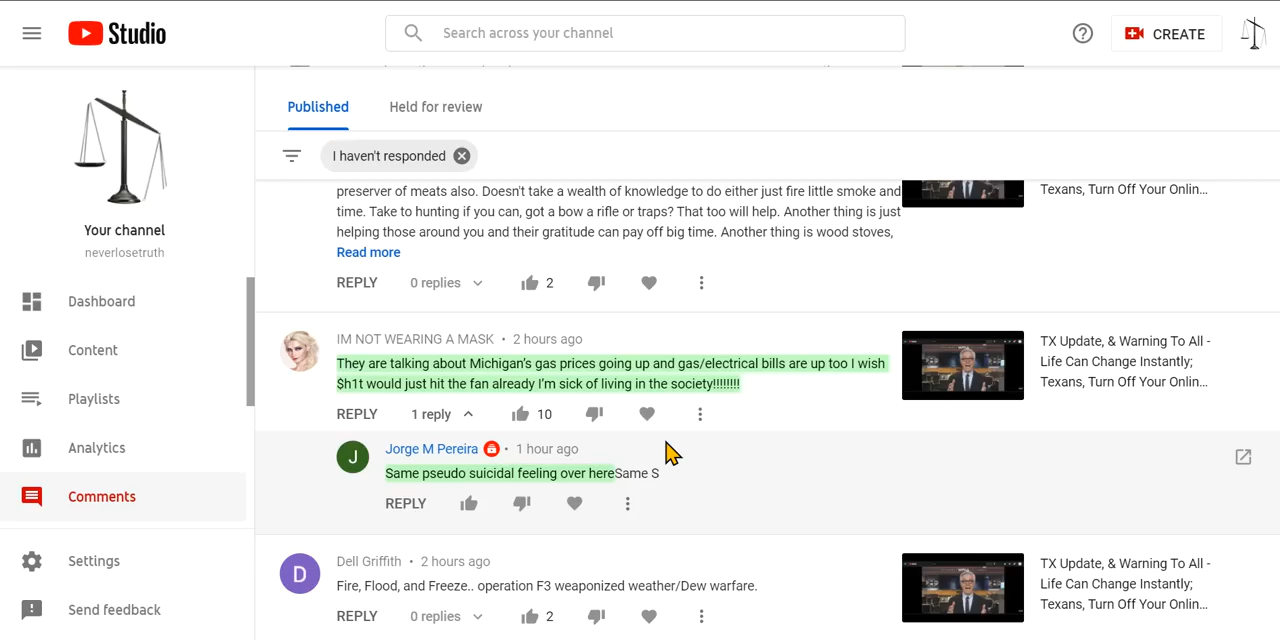 Studio
Search across your channel
CREATE
Your channel
neverlosetruth
Dashboard
Content
Playlists
Analytics
Comments
Settings
Send feedback
Published
Held for review
I haven't responded
preserver of meats also. Doesn't take a wealth of knowledge to do either just fire little smoke and
time. Take to hunting if you can, got a bow a rifle or traps? That too will help. Another thing is just
helping those around you and their gratitude can pay off big time. Another thing is wood stoves,
Read more
REPLY 0 replies 2
Texans, Turn Off Your Onlin...
IM NOT WEARING A MASK • 2 hours ago
They are talking about Michigan's gas prices going up and gas/electrical bills are up too I wish
$h1t would just hit the fan already I'm sick of living in the society!!!!!!!!
REPLY 1 reply 10
TX Update, & Warning To All -
Life Can Change Instantly;
Texans, Turn Off Your Onlin...
J
Jorge M Pereira • 1 hour ago
Same pseudo suicidal feeling over hereSame S
REPLY
D
Dell Griffith • 2 hours ago
Fire, Flood, and Freeze.. operation F3 weaponized weather/Dew warfare.
REPLY 0 replies 2
TX Update, & Warning To All -
Life Can Change Instantly;
Texans, Turn Off Your Onlin...